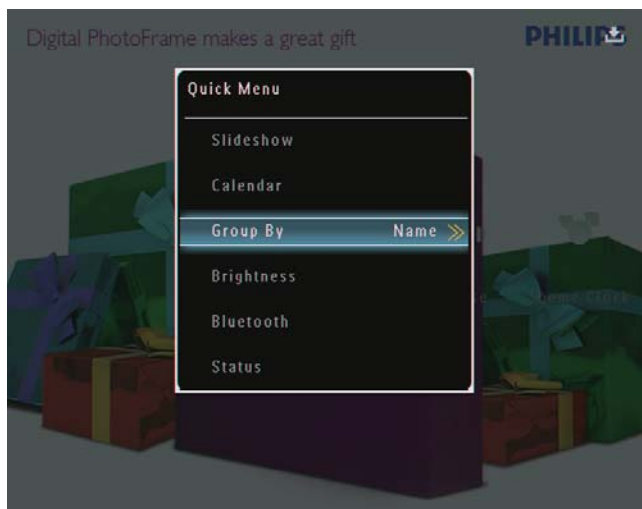 Digital PhotoFrame makes a great gift
PHILIPS
Quick Menu
Slideshow
Calendar
Group By Name
Brightness
Bluetooth
Status